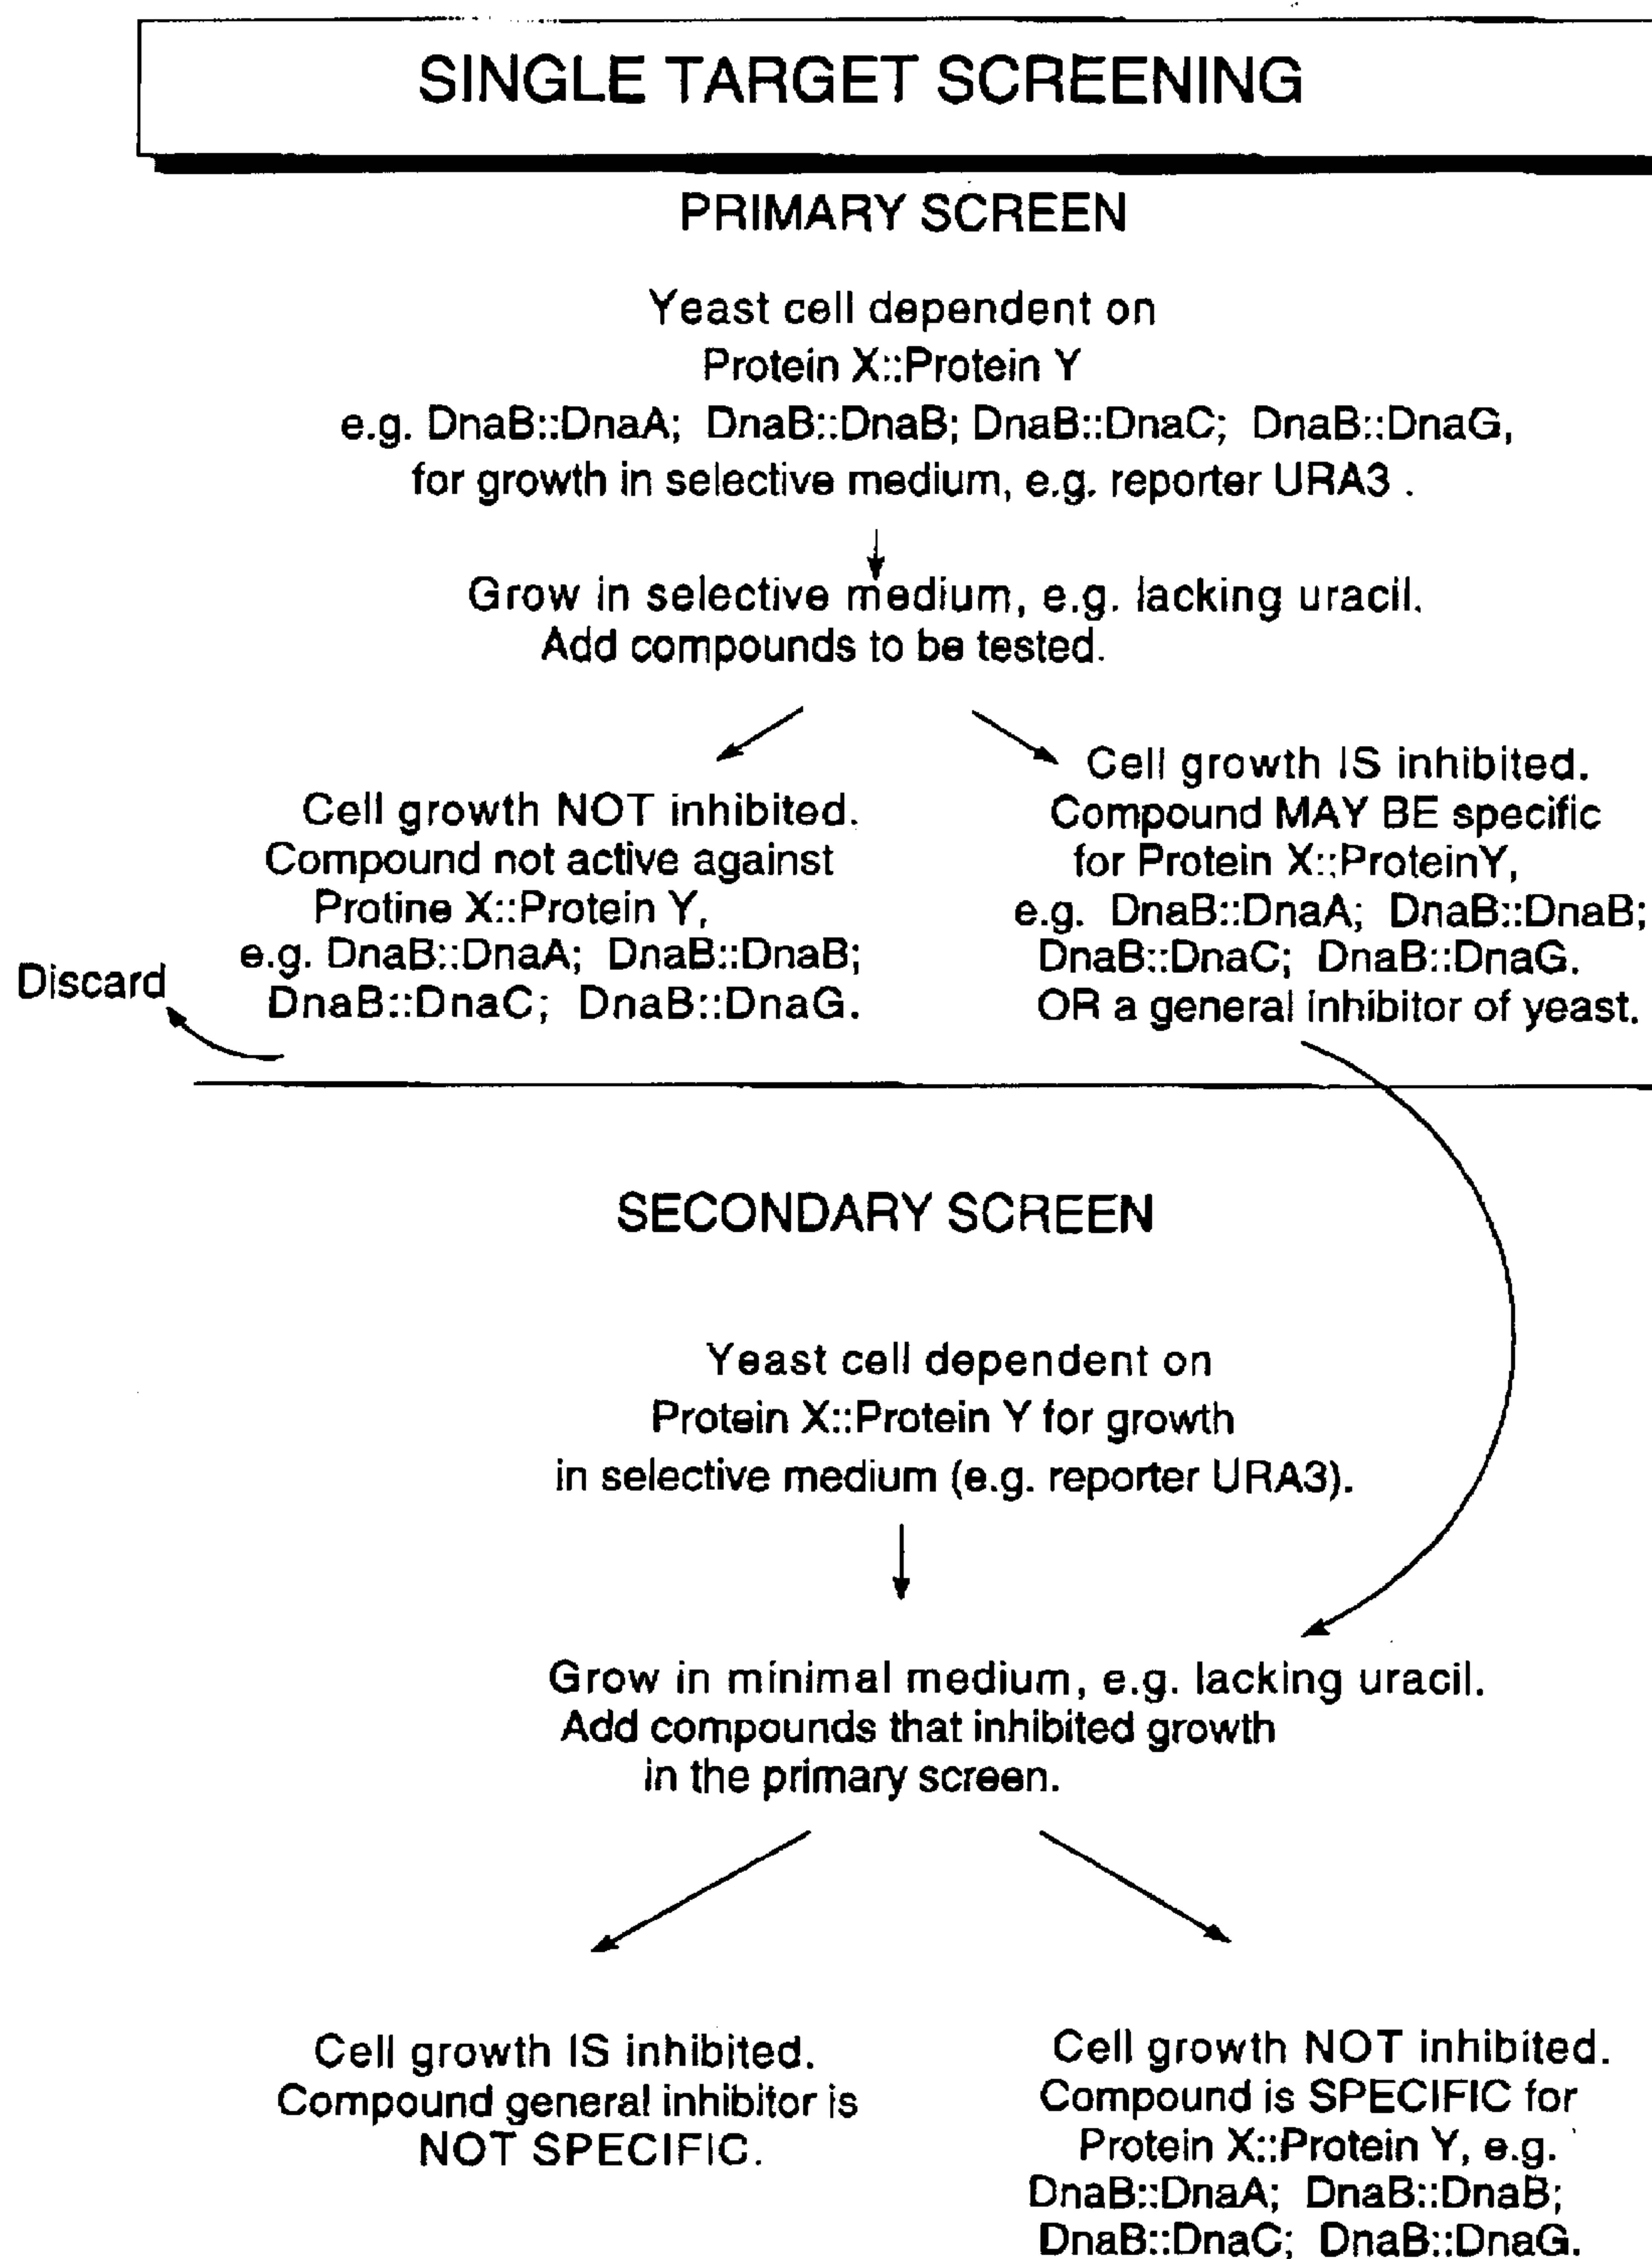 SINGLE TARGET SCREENING
PRIMARY SCREEN
Yeast cell dependent on
Protein X::Protein Y
e.g. DnaB::DnaA; DnaB::DnaB; DnaB::DnaC; DnaB::DnaG,
for growth in selective medium, e.g. reporter URA3 .
Grow in selective medium, e.g. lacking uracil.
Add compounds to be tested.
Cell growth NOT inhibited.
Compound not active against
Protine X::Protein Y,
e.g. DnaB::DnaA; DnaB::DnaB;
DnaB::DnaC; DnaB::DnaG.
Discard
Cell growth IS inhibited.
Compound MAY BE specific
for Protein X::ProteinY,
e.g. DnaB::DnaA; DnaB::DnaB;
DnaB::DnaC; DnaB::DnaG.
OR a general inhibitor of yeast.
SECONDARY SCREEN
Yeast cell dependent on
Protein X::Protein Y for growth
in selective medium (e.g. reporter URA3).
Grow in minimal medium, e.g. lacking uracil.
Add compounds that inhibited growth
in the primary screen.
Cell growth IS inhibited.
Compound general inhibitor is
NOT SPECIFIC.
Cell growth NOT inhibited.
Compound is SPECIFIC for
Protein X::Protein Y, e.g.
DnaB::DnaA; DnaB::DnaB;
DnaB::DnaC; DnaB::DnaG.